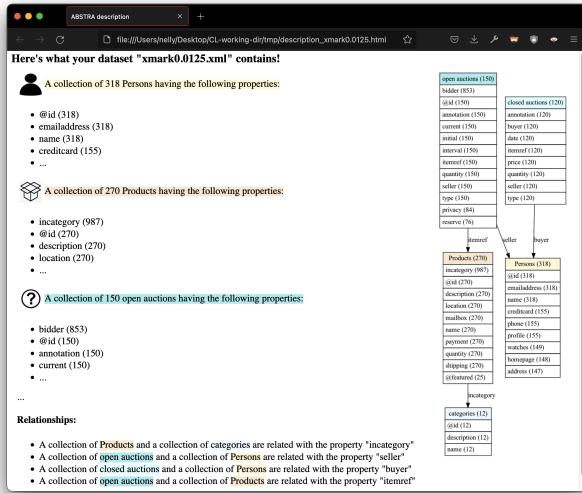 ABSTRA description
file:///Users/nelly/Desktop/CL-working-dir/tmp/description_xmark0.0125.html
Here's what your dataset "xmark0.0125.xml" contains!
A collection of 318 Persons having the following properties:
• @id (318)
• emailaddress (318)
• name (318)
• creditcard (155)
• ...
A collection of 270 Products having the following properties:
• incategory (987)
• @id (270)
• description (270)
• location (270)
• ...
A collection of 150 open auctions having the following properties:
• bidder (853)
• @id (150)
• annotation (150)
• current (150)
• ...
...
Relationships:
• A collection of Products and a collection of categories are related with the property "incategory"
• A collection of open auctions and a collection of Persons are related with the property "seller"
• A collection of closed auctions and a collection of Persons are related with the property "buyer"
• A collection of open auctions and a collection of Products are related with the property "itemref"
open auctions (150)
bidder (853)
@id (150)
annotation (150)
current (150)
initial (150)
interval (150)
itemref (150)
quantity (150)
seller (150)
type (150)
privacy (84)
reserve (76)
closed auctions (120)
annotation (120)
buyer (120)
date (120)
itemref (120)
price (120)
quantity (120)
seller (120)
type (120)
itemref
seller
buyer
Products (270)
incategory (987)
@id (270)
description (270)
location (270)
mailbox (270)
name (270)
payment (270)
quantity (270)
shipping (270)
@featured (25)
Persons (318)
@id (318)
emailaddress (318)
name (318)
creditcard (155)
phone (155)
profile (155)
watches (149)
homepage (148)
address (147)
incategory
categories (12)
@id (12)
description (12)
name (12)